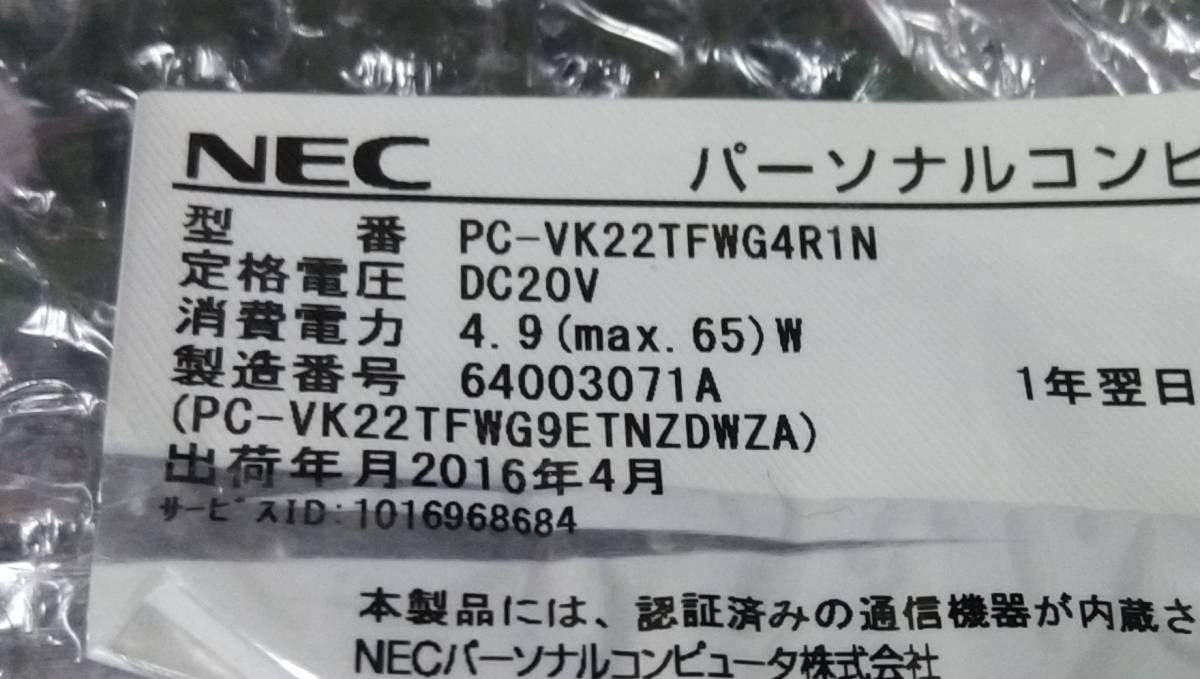 NEC パーソナルコンピ
型番 PC-VK22TFWG4R1N
定格電圧 DC20V
消費電力 4.9(max.65)W
製造番号 64003071A 1年翌日
(PC-VK22TFWG9ETNZDWZA)
出荷年月2016年4月
ｻｰﾋﾞｽID:1016968684
本製品には、認証済みの通信機器が内蔵さ
NECパーソナルコンピュータ株式会社